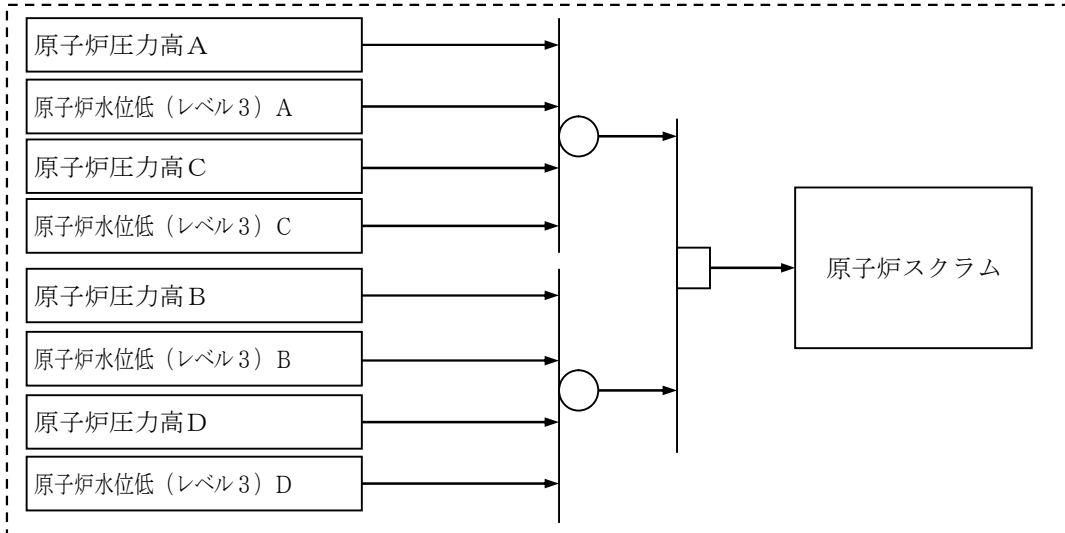 原子炉圧力高A
原子炉水位低（レベル3）A
原子炉圧力高C
原子炉水位低（レベル3）C
原子炉圧力高B
原子炉水位低（レベル3）B
原子炉圧力高D
原子炉水位低（レベル3）D
原子炉スクラム